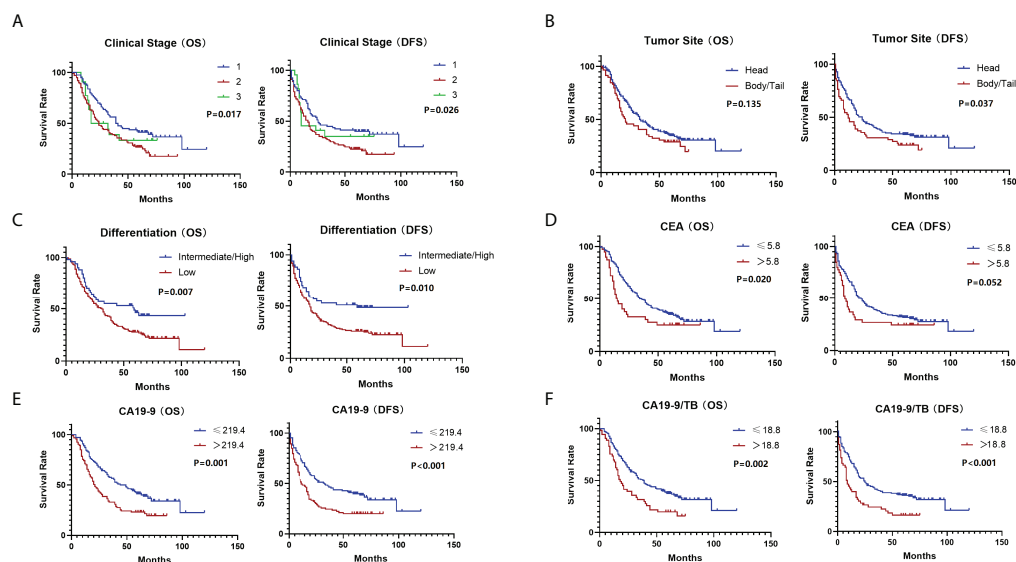 A
Clinical Stage (OS)
Survival Rate
100
50
0
0
50
100
150
Months
1
2
3
P=0.017
Clinical Stage (DFS)
Survival Rate
100
50
0
0
50
100
150
Months
1
2
3
P=0.026
B
Tumor Site (OS)
Survival Rate
100
50
0
0
50
100
150
Months
Head
Body/Tail
P=0.135
Tumor Site (DFS)
Survival Rate
100
50
0
0
50
100
150
Months
Head
Body/Tail
P=0.037
C
Differentiation (OS)
Survival Rate
100
50
0
0
50
100
150
Months
Intermediate/High
Low
P=0.007
Differentiation (DFS)
Survival Rate
100
50
0
0
50
100
150
Months
Intermediate/High
Low
P=0.010
D
CEA (OS)
Survival Rate
100
50
0
0
50
100
150
Months
≤5.8
>5.8
P=0.020
CEA (DFS)
Survival Rate
100
50
0
0
50
100
150
Months
≤5.8
>5.8
P=0.052
E
CA19-9 (OS)
Survival Rate
100
50
0
0
50
100
150
Months
≤219.4
>219.4
P=0.001
CA19-9 (DFS)
Survival Rate
100
50
0
0
50
100
150
Months
≤219.4
>219.4
P<0.001
F
CA19-9/TB (OS)
Survival Rate
100
50
0
0
50
100
150
Months
≤18.8
>18.8
P=0.002
CA19-9/TB (DFS)
Survival Rate
100
50
0
0
50
100
150
Months
≤18.8
>18.8
P<0.001